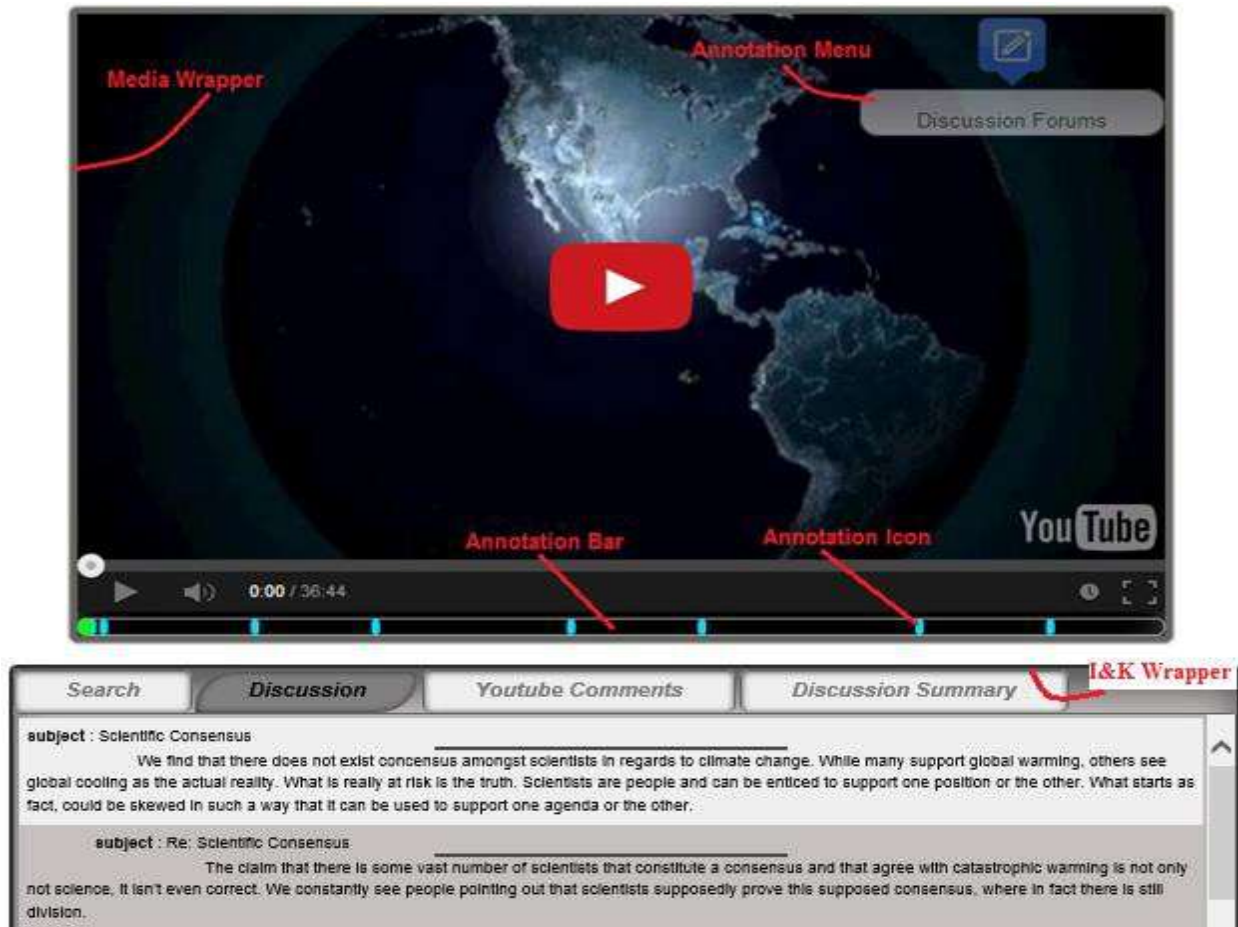 Media Wrapper
Annotation Menu
Discussion Forums
Annotation Bar
Annotation Icon
YouTube
0:00 / 36:44
I&K Wrapper
Search
Discussion
Youtube Comments
Discussion Summary
subject : Scientific Consensus
We find that there does not exist concensus amongst scientists in regards to climate change. While many support global warming, others see
global cooling as the actual reality. What is really at risk is the truth. Scientists are people and can be enticed to support one position or the other. What starts as
fact, could be skewed in such a way that it can be used to support one agenda or the other.
subject : Re: Scientific Consensus
The claim that there is some vast number of scientists that constitute a consensus and that agree with catastrophic warming is not only
not science, it isn't even correct. We constantly see people pointing out that scientists supposedly prove this supposed consensus, where in fact there is still
division.